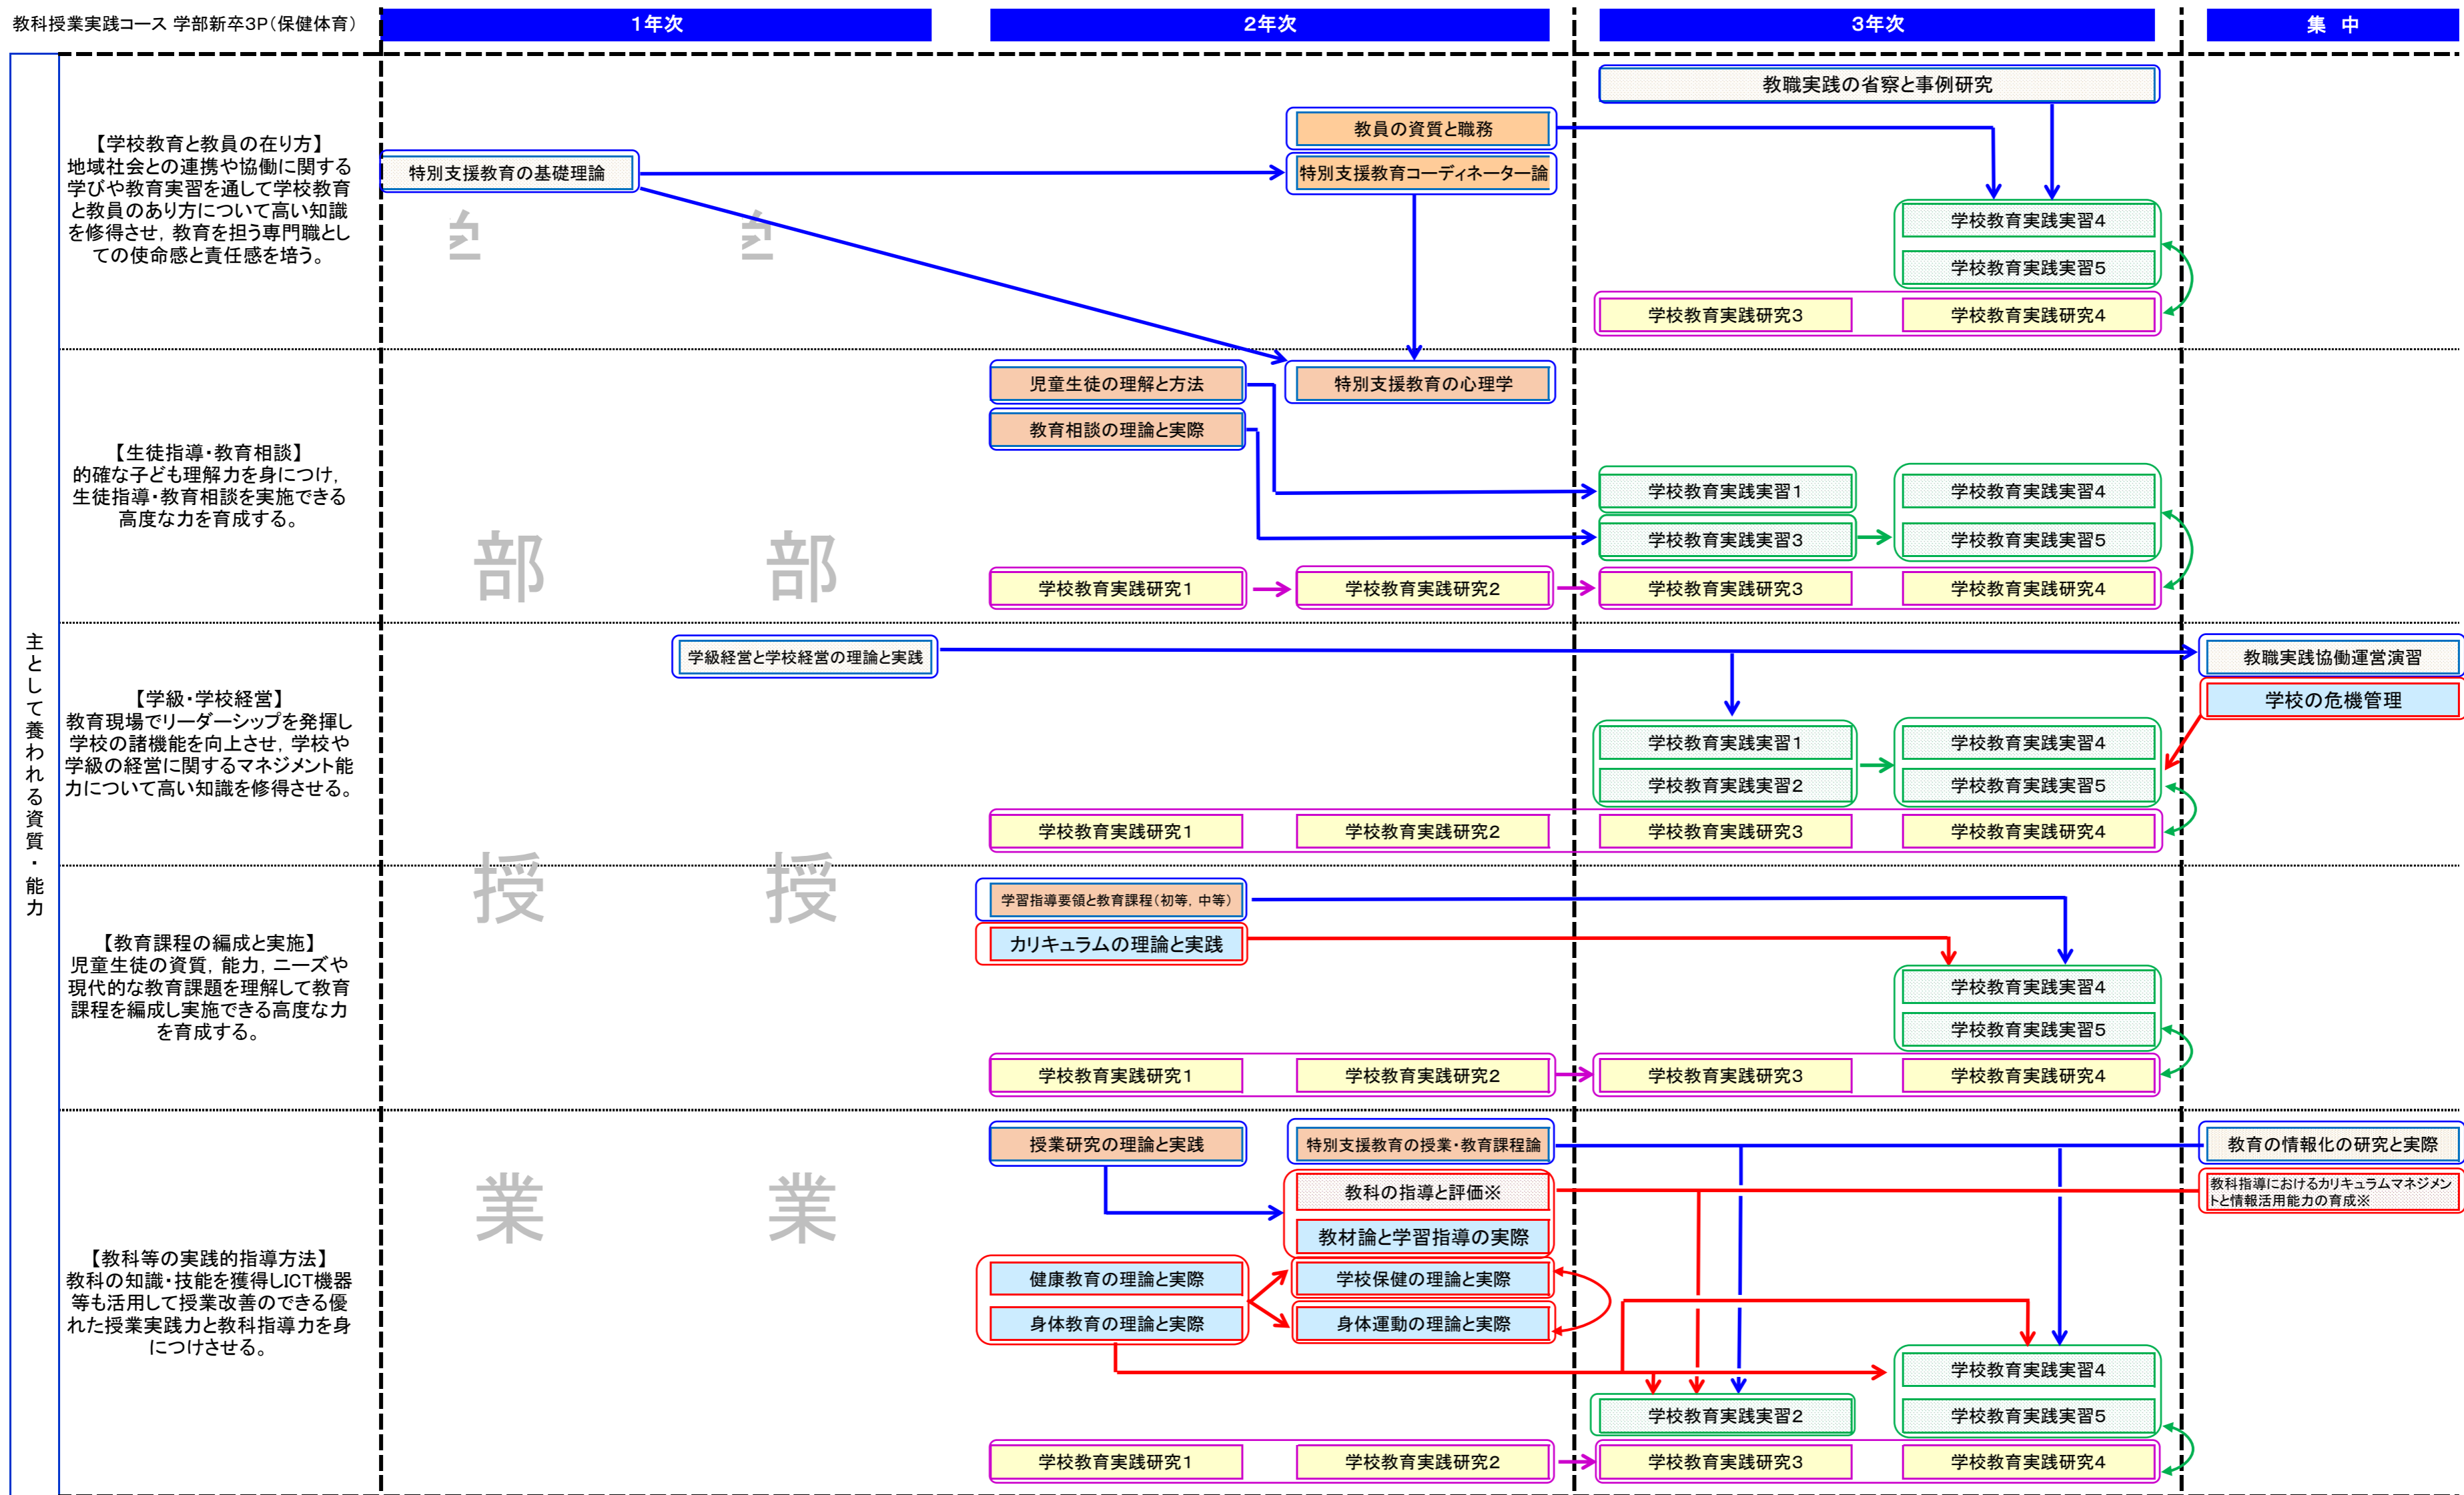 教科授業実践コース 学部新卒3P(保健体育)
1年次
2年次
3年次
集 中
主として養われる資質・能力
【学校教育と教員の在り方】
地域社会との連携や協働に関する
学びや教育実習を通して学校教育
と教員のあり方について高い知識
を修得させ, 教育を担う専門職とし
ての使命感と責任感を培う。
教職実践の省察と事例研究
教員の資質と職務
特別支援教育の基礎理論
特別支援教育コーディネーター論
学校教育実践実習4
学校教育実践実習5
学校教育実践研究3
学校教育実践研究4
【生徒指導・教育相談】
的確な子ども理解力を身につけ,
生徒指導・教育相談を実施できる
高度な力を育成する。
児童生徒の理解と方法
特別支援教育の心理学
教育相談の理論と実際
学校教育実践実習1
学校教育実践実習4
学校教育実践実習3
学校教育実践実習5
部
部
学校教育実践研究1
学校教育実践研究2
学校教育実践研究3
学校教育実践研究4
【学級・学校経営】
教育現場でリーダーシップを発揮し
学校の諸機能を向上させ, 学校や
学級の経営に関するマネジメント能
力について高い知識を修得させる。
学級経営と学校経営の理論と実践
教職実践協働運営演習
学校の危機管理
学校教育実践実習1
学校教育実践実習4
学校教育実践実習2
学校教育実践実習5
学校教育実践研究1
学校教育実践研究2
学校教育実践研究3
学校教育実践研究4
授
授
【教育課程の編成と実施】
児童生徒の資質, 能力, ニーズや
現代的な教育課題を理解して教育
課程を編成し実施できる高度な力
を育成する。
学習指導要領と教育課程(初等, 中等)
カリキュラムの理論と実践
学校教育実践実習4
学校教育実践実習5
学校教育実践研究1
学校教育実践研究2
学校教育実践研究3
学校教育実践研究4
【教科等の実践的指導方法】
教科の知識・技能を獲得しICT機器
等も活用して授業改善のできる優
れた授業実践力と教科指導力を身
につけさせる。
授業研究の理論と実践
特別支援教育の授業・教育課程論
教育の情報化の研究と実際
業
業
教科の指導と評価※
教科指導におけるカリキュラムマネジメン
トと情報活用能力の育成※
教材論と学習指導の実際
健康教育の理論と実際
学校保健の理論と実際
身体教育の理論と実際
身体運動の理論と実際
学校教育実践実習4
学校教育実践実習2
学校教育実践実習5
学校教育実践研究1
学校教育実践研究2
学校教育実践研究3
学校教育実践研究4